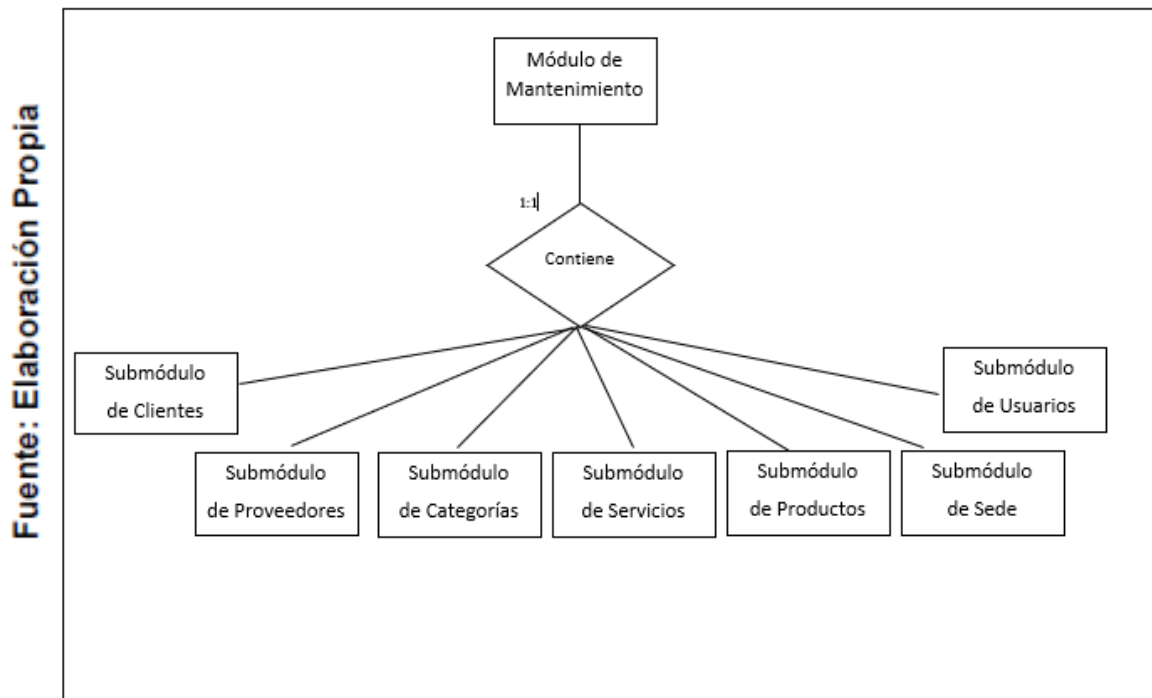 Fuente: Elaboración Propia
Módulo de
Mantenimiento
1:1
Contiene
Submódulo
de Clientes
Submódulo
de Usuarios
Submódulo
de Proveedores
Submódulo
de Categorías
Submódulo
de Servicios
Submódulo
de Productos
Submódulo
de Sede